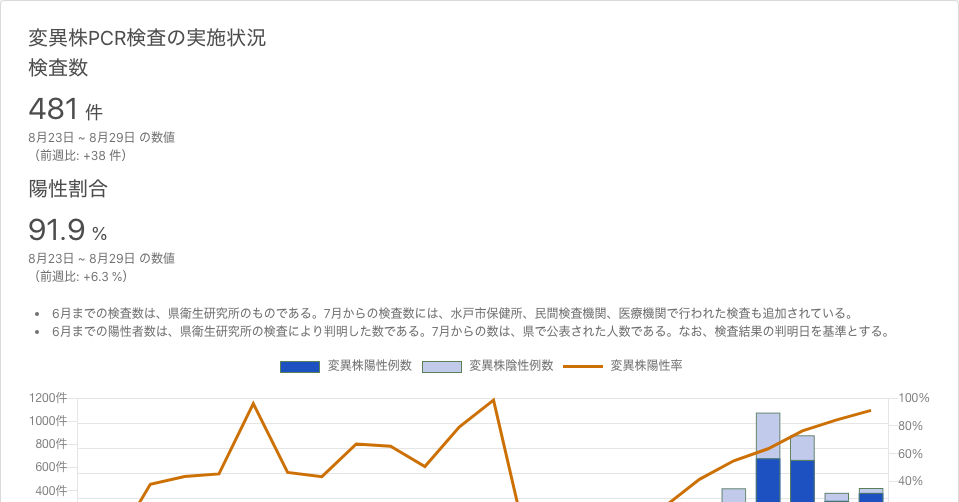 変異株PCR検査の実施状況
検査数
481 件
8月23日 ~ 8月29日 の数値
（前週比: +38 件）
陽性割合
91.9 %
8月23日 ~ 8月29日 の数値
（前週比: +6.3 %）
• 6月までの検査数は、県衛生研究所のものである。7月からの検査数には、水戸市保健所、民間検査機関、医療機関で行われた検査も追加されている。
• 6月までの陽性者数は、県衛生研究所の検査により判明した数である。7月からの数は、県で公表された人数である。なお、検査結果の判明日を基準とする。
変異株陽性例数 変異株陰性例数 変異株陽性率
1200件 100%
1000件
80%
800件
60%
600件
40%
400件